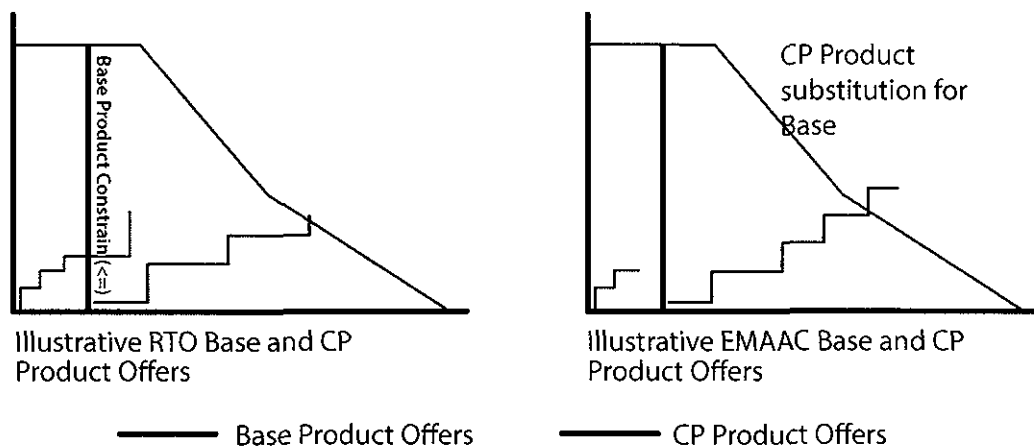 Base Product Constrain (<=)
CP Product
substitution for
Base
Illustrative RTO Base and CP
Product Offers
Illustrative EMAAC Base and CP
Product Offers
Base Product Offers
CP Product Offers